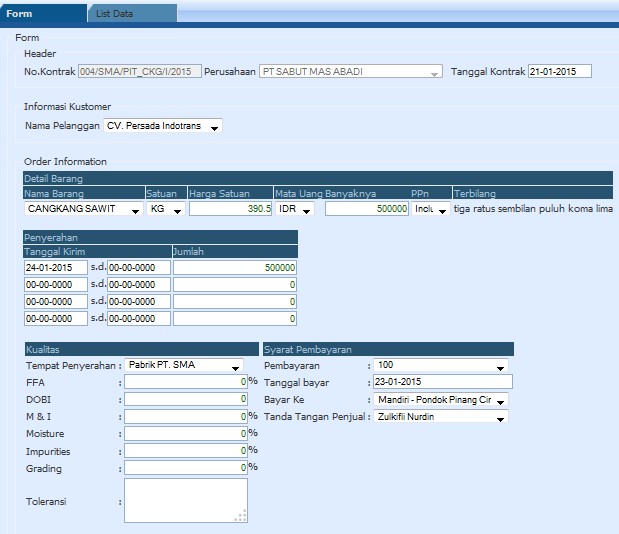 Form List Data
Form
Header
No.Kontrak 004/SMA/PIT_CKG/I/2015 Perusahaan PT SABUT MAS ABADI Tanggal Kontrak 21-01-2015
Informasi Kustomer
Nama Pelanggan CV. Persada Indotrans
Order Information
Detail Barang
Nama Barang Satuan Harga Satuan Mata Uang Banyaknya PPn Terbilang
CANGKANG SAWIT KG 390.5 IDR 500000 Inclu tiga ratus sembilan puluh koma lima
Penyerahan
Tanggal Kirim Jumlah
24-01-2015 s.d. 00-00-0000 500000
00-00-0000 s.d. 00-00-0000 0
00-00-0000 s.d. 00-00-0000 0
00-00-0000 s.d. 00-00-0000 0
Kualitas Syarat Pembayaran
Tempat Penyerahan : Pabrik PT. SMA Pembayaran : 100
FFA : 0 % Tanggal bayar : 23-01-2015
DOBI : 0 Bayar Ke : Mandiri - Pondok Pinang Cir
M & I : 0 % Tanda Tangan Penjual : Zulkifli Nurdin
Moisture : 0 %
Impurities : 0 %
Grading : 0 %
Toleransi :